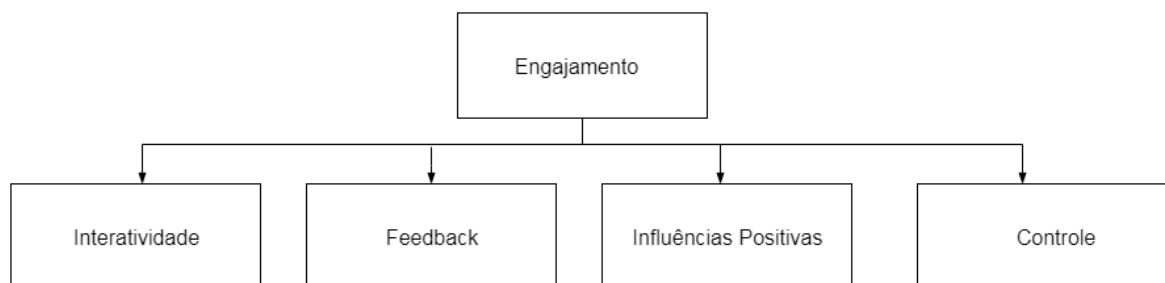 Engajamento
Interatividade
Feedback
Influências Positivas
Controle